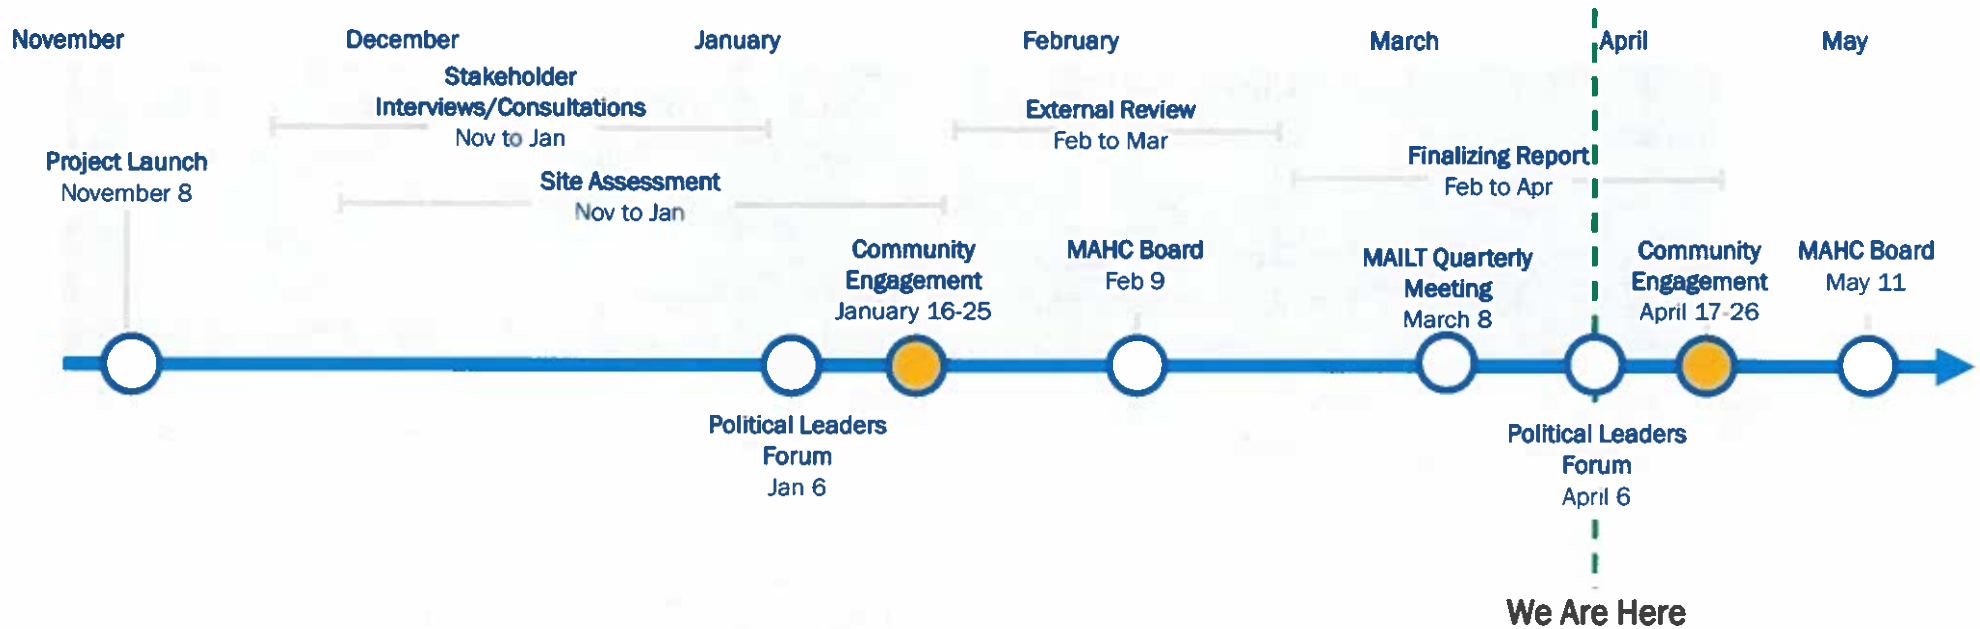 November
December
January
February
March
April
May
Stakeholder
Interviews/Consultations
Nov to Jan
External Review
Feb to Mar
Project Launch
November 8
Finalizing Report
Feb to Apr
Site Assessment
Nov to Jan
Community
Engagement
January 16-25
MAHC Board
Feb 9
MAILT Quarterly
Meeting
March 8
Community
Engagement
April 17-26
MAHC Board
May 11
Political Leaders
Forum
Jan 6
Political Leaders
Forum
April 6
We Are Here